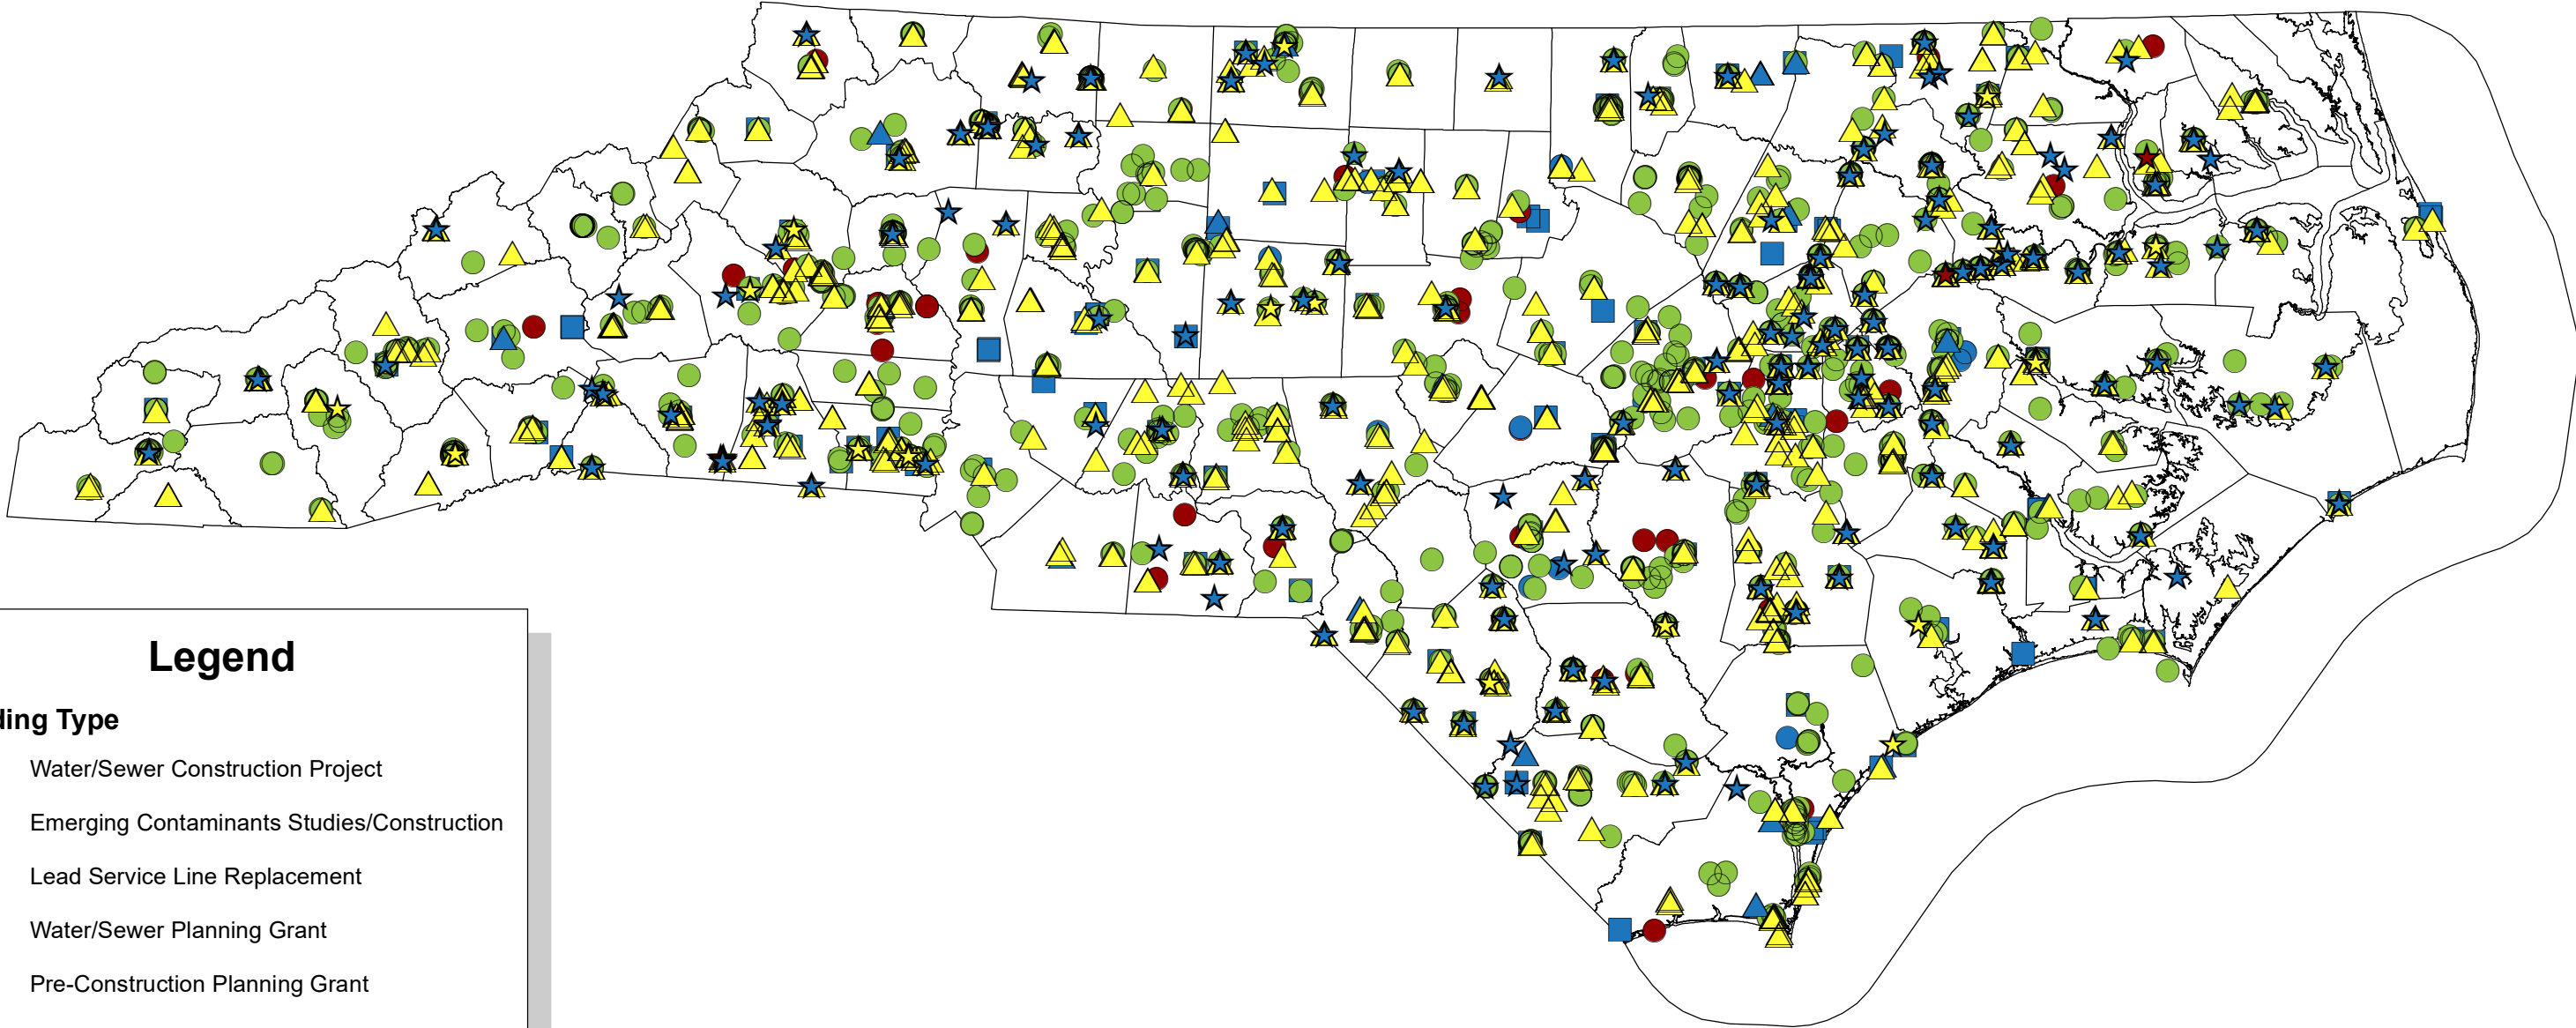 Legend
ding Type
Water/Sewer Construction Project
Emerging Contaminants Studies/Construction
Lead Service Line Replacement
Water/Sewer Planning Grant
Pre-Construction Planning Grant